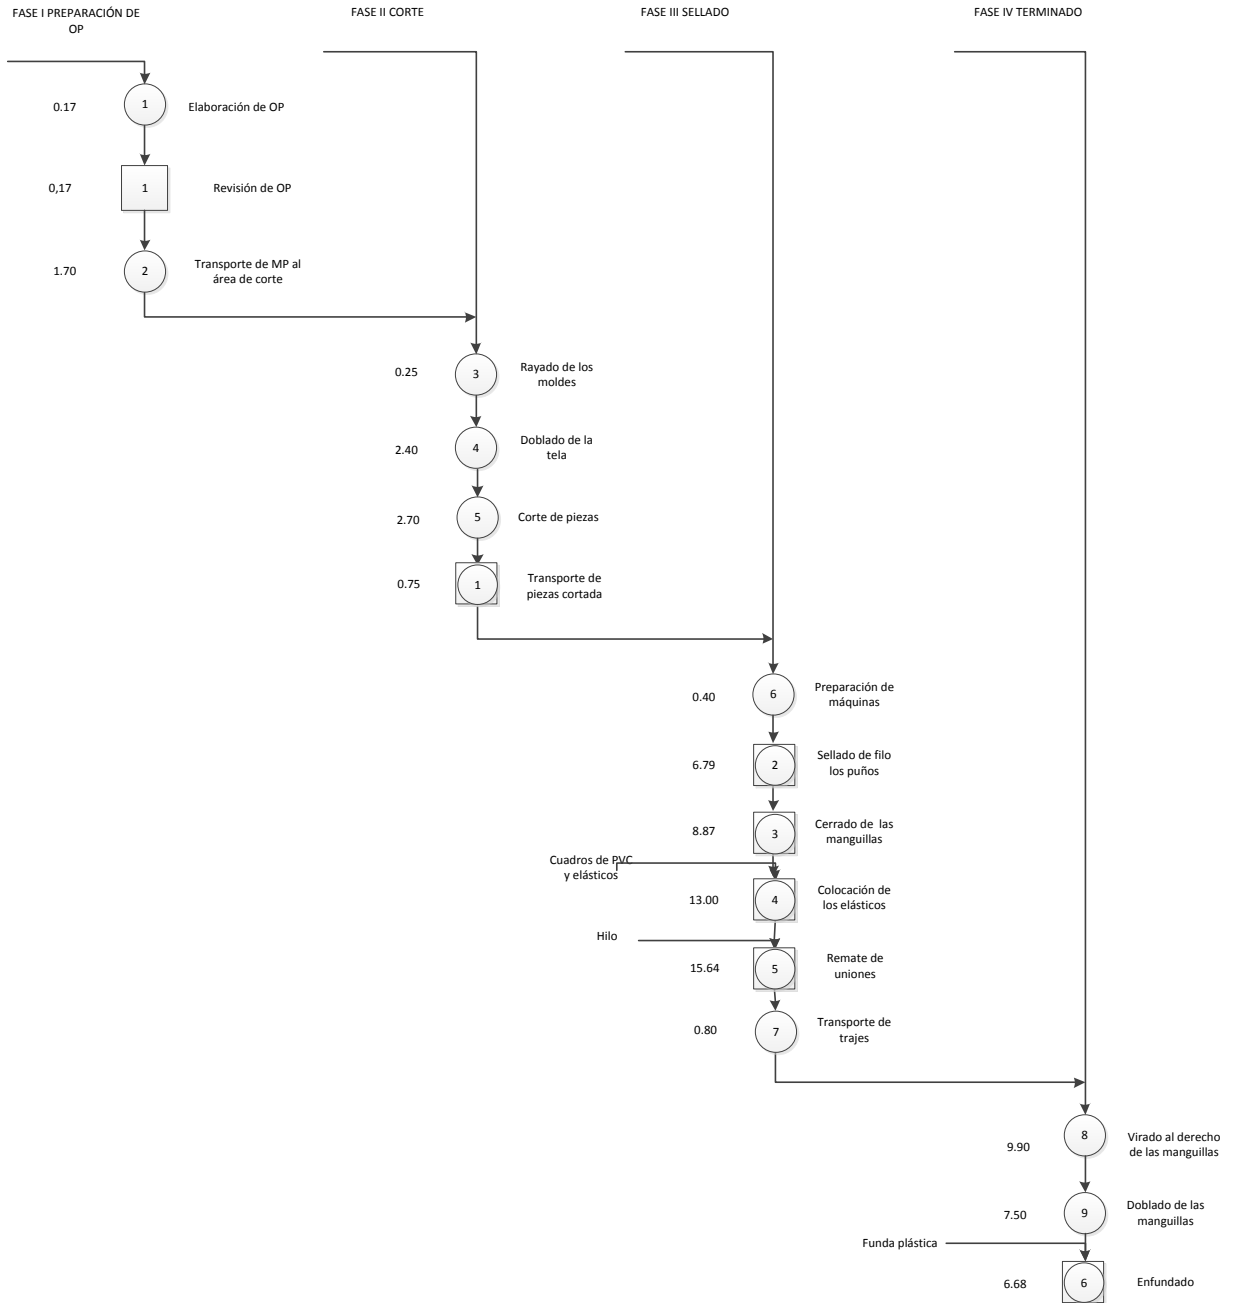 FASE I PREPARACIÓN DE
OP
FASE II CORTE
FASE III SELLADO
FASE IV TERMINADO
0.17
1
Elaboración de OP
0,17
1
Revisión de OP
1.70
2
Transporte de MP al
área de corte
0.25
3
Rayado de los
moldes
2.40
4
Doblado de la
tela
2.70
5
Corte de piezas
0.75
1
Transporte de
piezas cortada
0.40
6
Preparación de
máquinas
6.79
2
Sellado de filo
los puños
8.87
3
Cerrado de las
manguillas
Cuadros de PVC
y elásticos
13.00
4
Colocación de
los elásticos
Hilo
15.64
5
Remate de
uniones
0.80
7
Transporte de
trajes
9.90
8
Virado al derecho
de las manguillas
7.50
9
Doblado de las
manguillas
Funda plástica
6.68
6
Enfundado